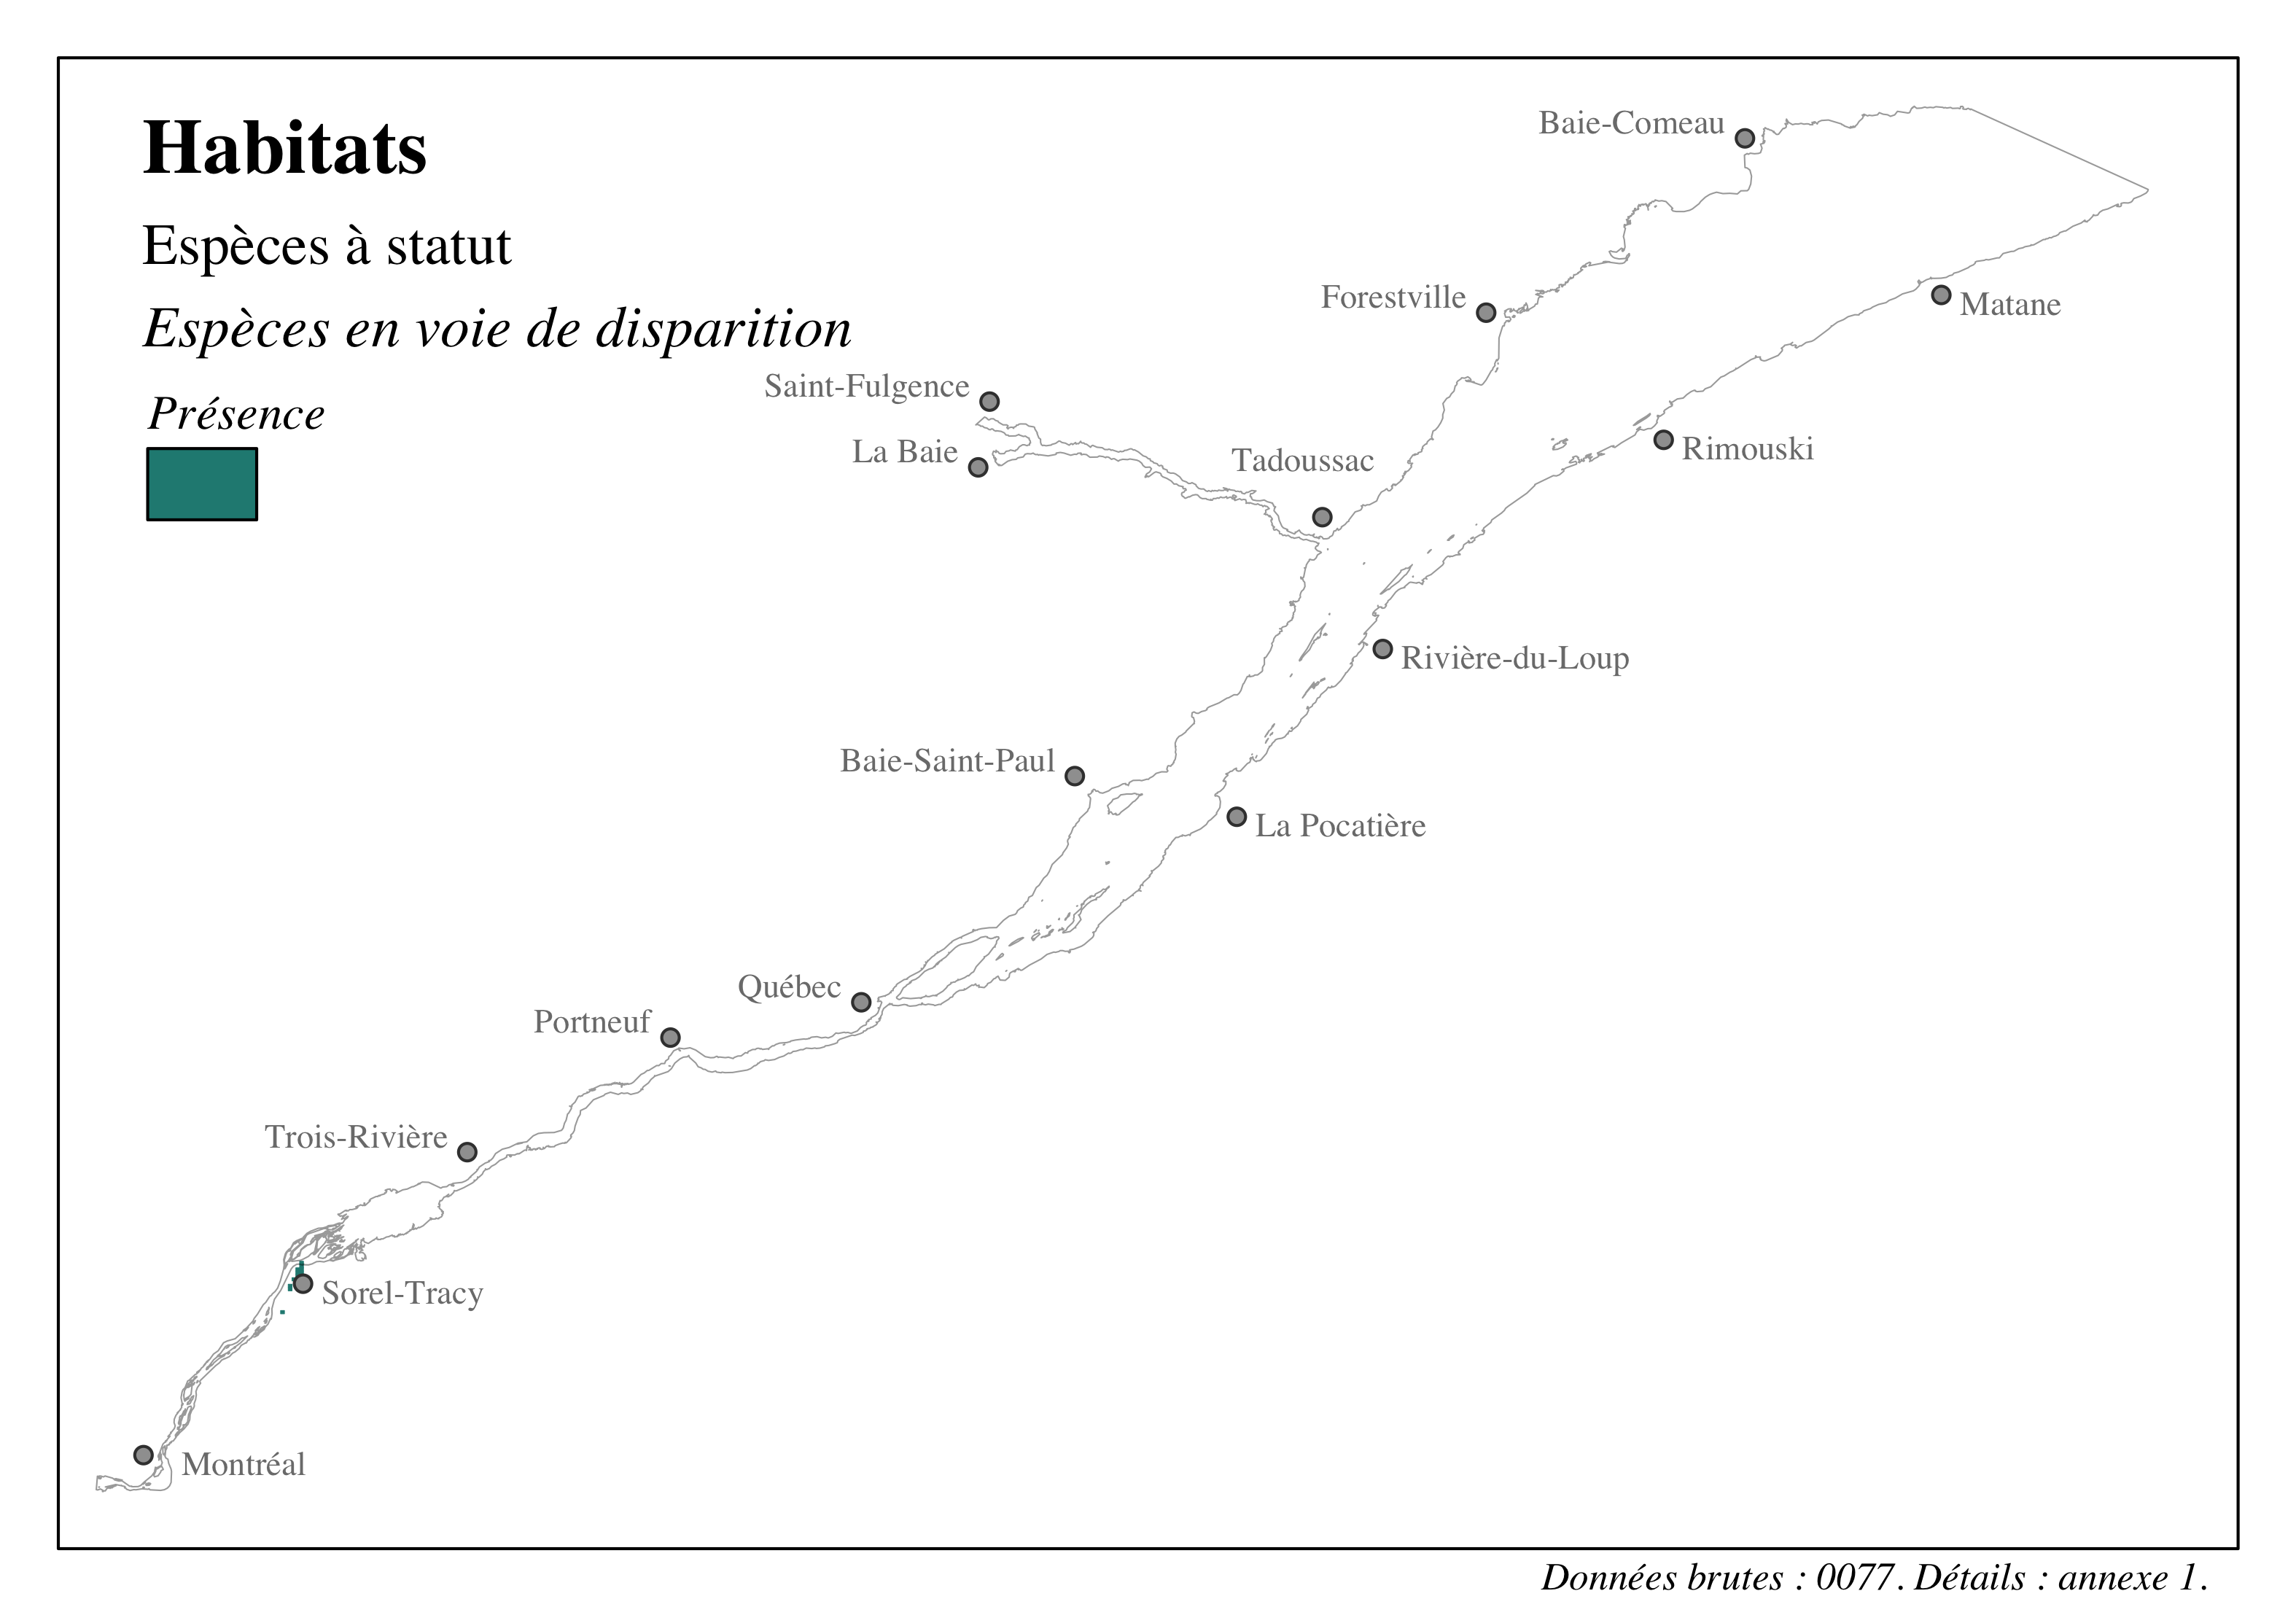 Habitats
Espèces à statut
Espèces en voie de disparition
Présence
Baie-Comeau
Forestville
Matane
Saint-Fulgence
La Baie
Tadoussac
Rimouski
Rivière-du-Loup
Baie-Saint-Paul
La Pocatière
Québec
Portneuf
Trois-Rivière
Sorel-Tracy
Montréal
Données brutes : 0077. Détails : annexe 1.